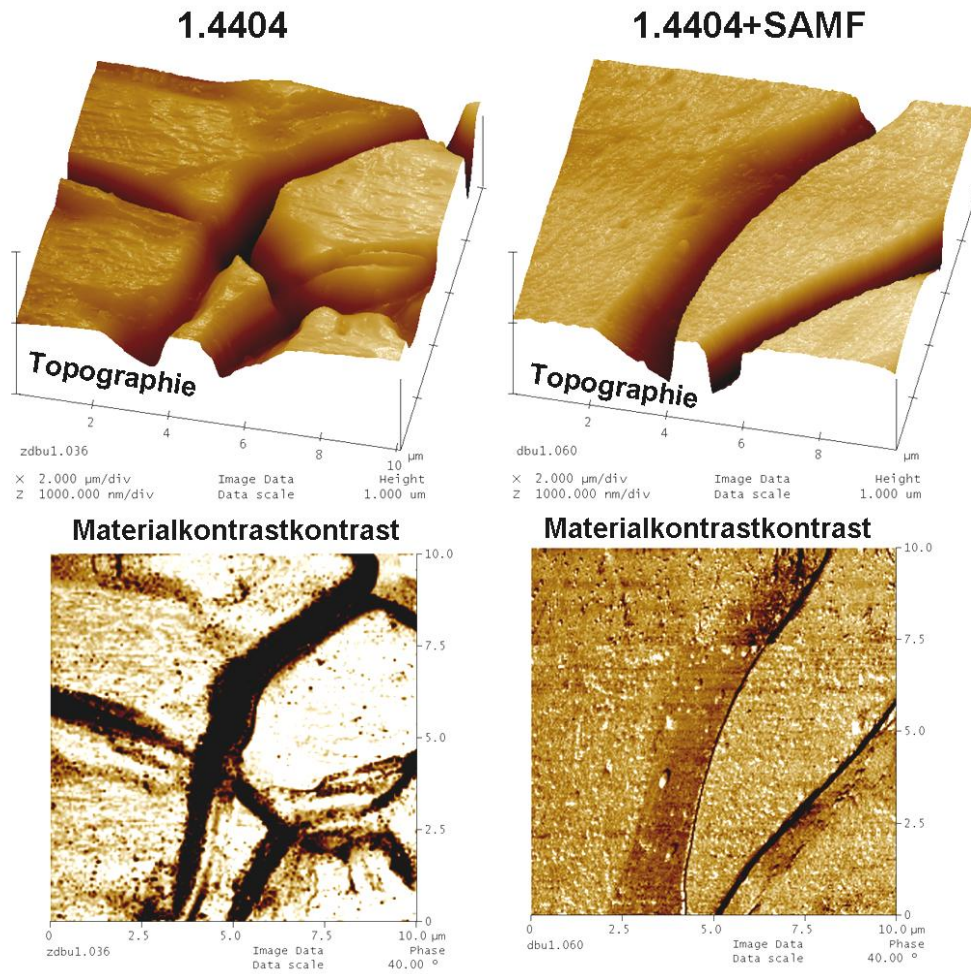 1.4404
1.4404+SAMF
Topographie
2
4
6
8
10
µm
zdbu1.036
X 2.000 µm/div
Z 1000.000 nm/div
Image Data Height
Data scale 1.000 um
Topographie
2
4
6
8
µm
dbu1.060
X 2.000 µm/div
Z 1000.000 nm/div
Image Data Height
Data scale 1.000 um
Materialkontrastkontrast
10.0
7.5
5.0
2.5
0
0 2.5 5.0 7.5 10.0 µm
zdbu1.036
Image Data Phase
Data scale 40.00 °
Materialkontrastkontrast
10.0
7.5
5.0
2.5
0
0 2.5 5.0 7.5 10.0 µm
dbu1.060
Image Data Phase
Data scale 40.00 °